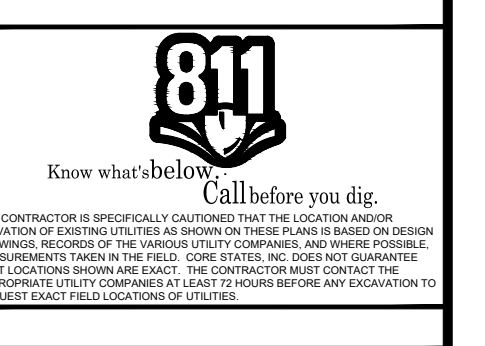 811
Know what's below.
Call before you dig.
CONTRACTOR IS SPECIFICALLY CAUTIONED THAT THE LOCATION AND/OR
VATION OF EXISTING UTILITIES AS SHOWN ON THESE PLANS IS BASED ON DESIGN
WINGS, RECORDS OF THE VARIOUS UTILITY COMPANIES, AND WHERE POSSIBLE,
SUREMENTS TAKEN IN THE FIELD. CORE STATES, INC. DOES NOT GUARANTEE
T LOCATIONS SHOWN ARE EXACT. THE CONTRACTOR MUST CONTACT THE
ROPRIATE UTILITY COMPANIES AT LEAST 72 HOURS BEFORE ANY EXCAVATION TO
UEST EXACT FIELD LOCATIONS OF UTILITIES.